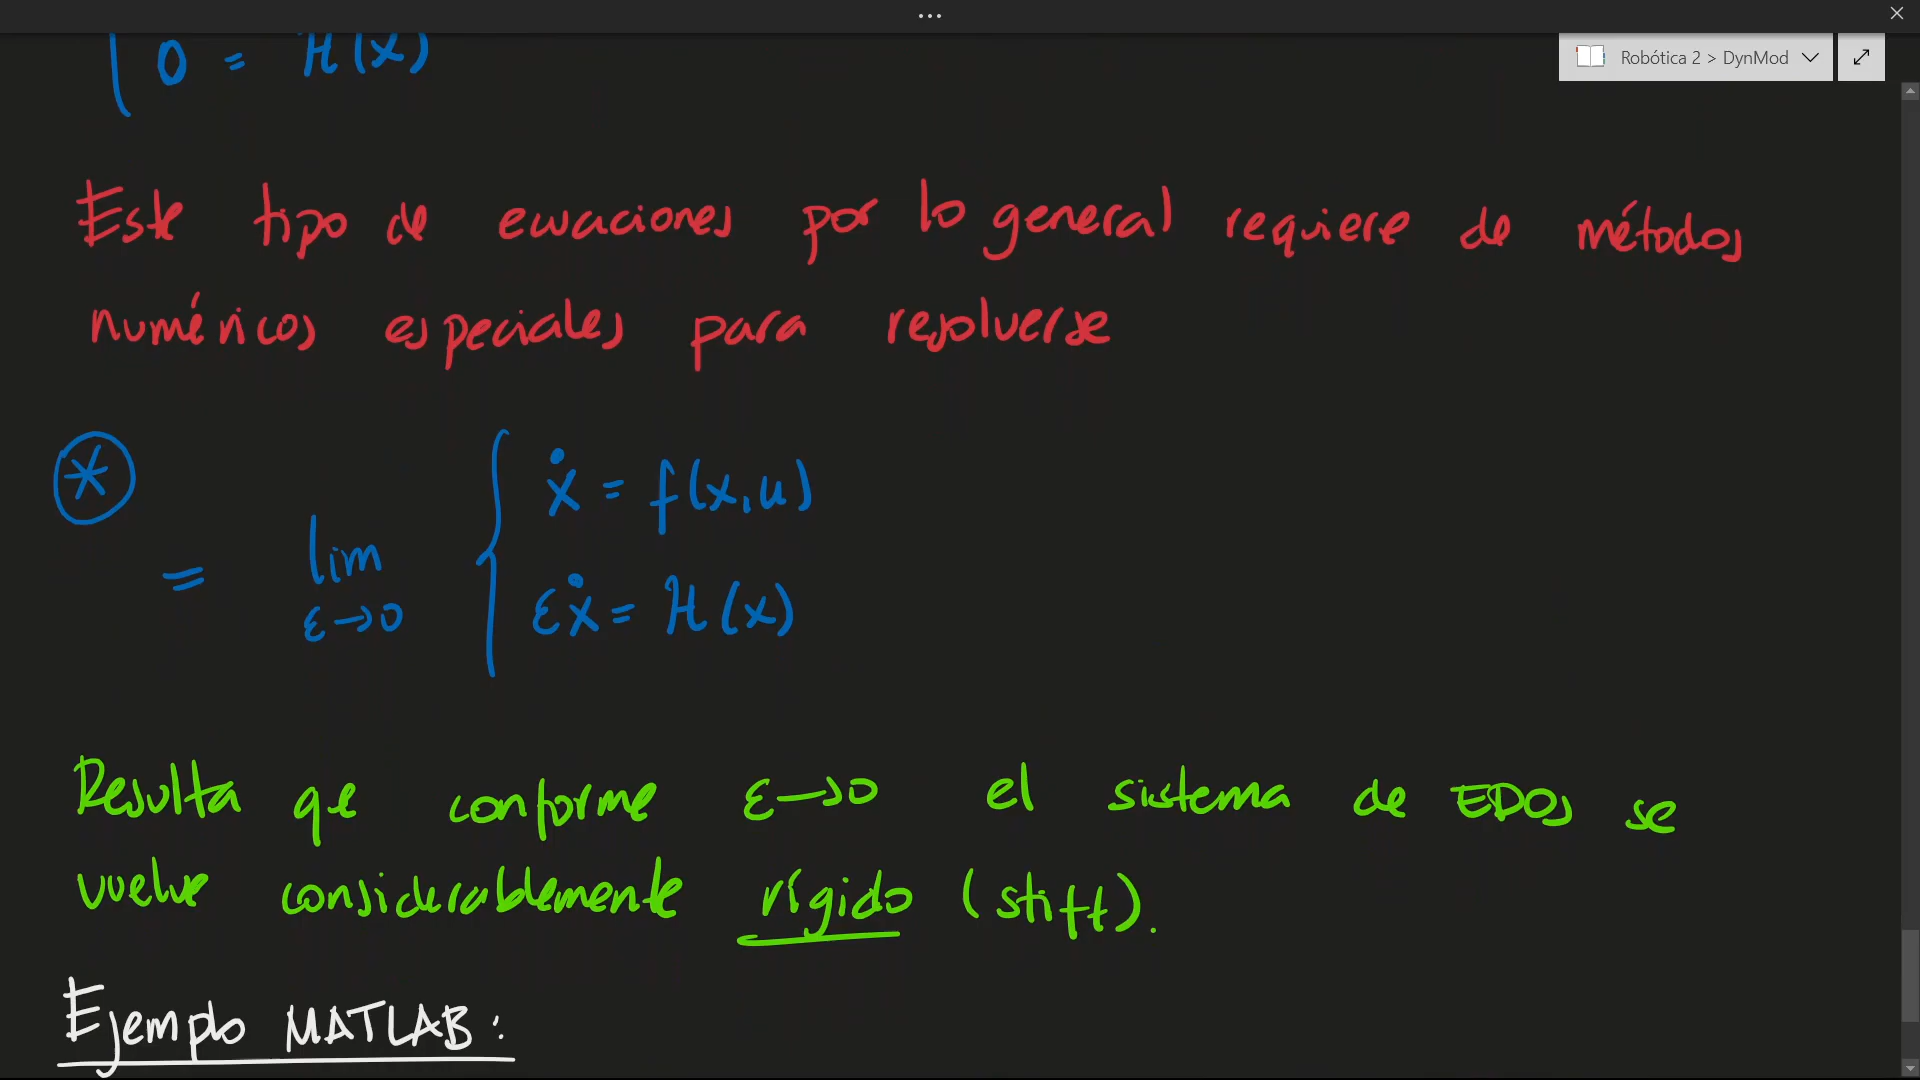 0 = H(x)
Robótica 2 > DynMod
Este tipo de ecuaciones por lo general requiere de métodos
numéricos especiales para resolverse
*
ẋ = f(x,u)
= lim
ε→0
εẋ = H(x)
Resulta que conforme ε→0 el sistema de EDOs se
vuelve considerablemente rígido (stiff).
Ejemplo MATLAB: